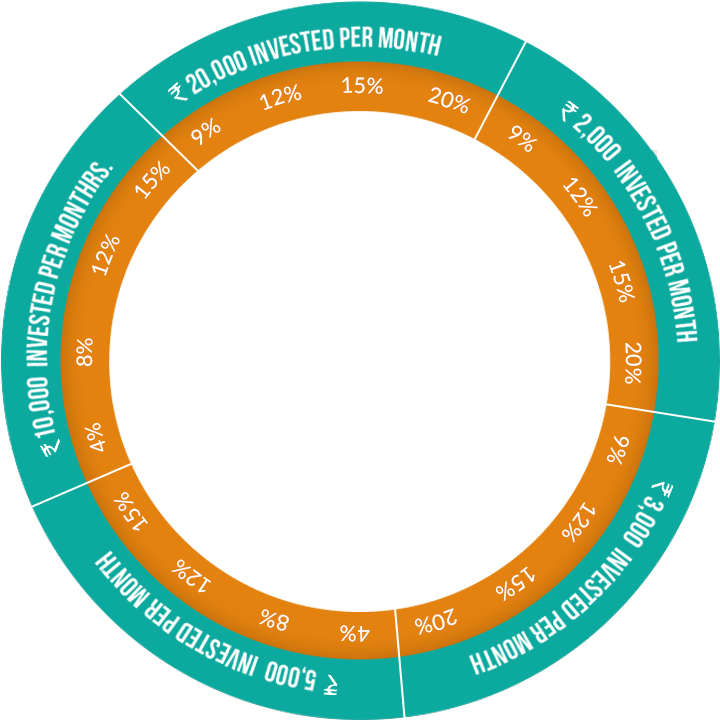 ₹ 20,000 INVESTED PER MONTH
9% 12% 15% 20%
₹ 2,000 INVESTED PER MONTH
9% 12% 15% 20%
₹ 3,000 INVESTED PER MONTH
9% 12% 15% 20%
₹ 5,000 INVESTED PER MONTH
4% 8% 12% 15%
₹ 10,000 INVESTED PER MONTHRS.
4% 8% 12% 15%